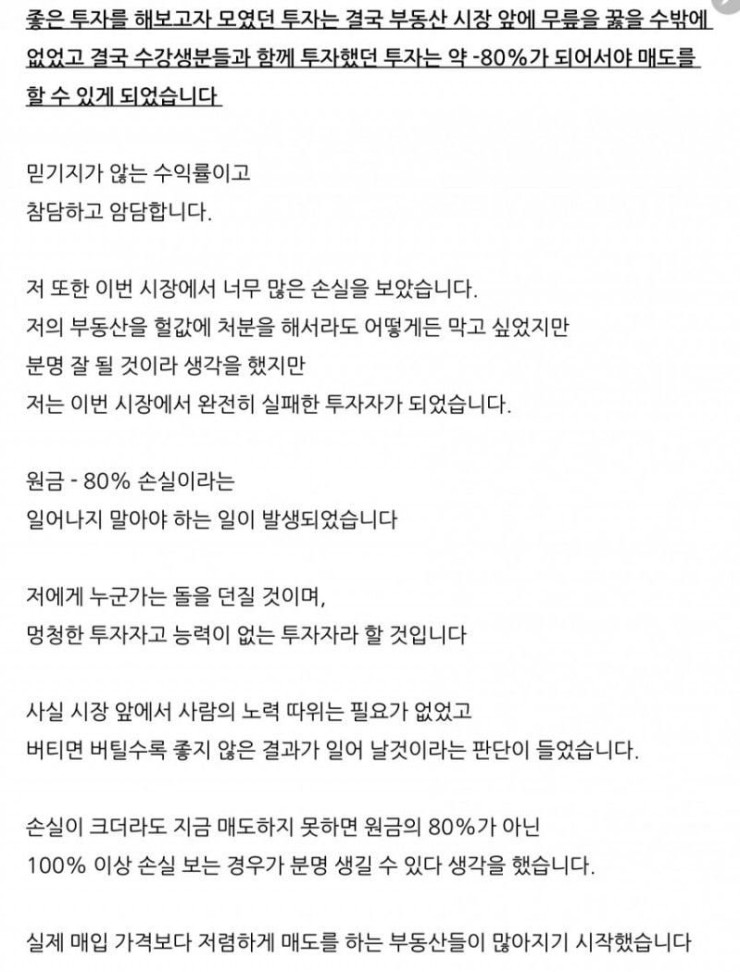 좋은 투자를 해보고자 모였던 투자는 결국 부동산 시장 앞에 무릎을 꿇을 수밖에
없었고 결국 수강생분들과 함께 투자했던 투자는 약 -80%가 되어서야 매도를
할 수 있게 되었습니다
믿기지가 않는 수익률이고
참담하고 암담합니다.
저 또한 이번 시장에서 너무 많은 손실을 보았습니다.
저의 부동산을 헐값에 처분을 해서라도 어떻게든 막고 싶었지만
분명 잘 될 것이라 생각을 했지만
저는 이번 시장에서 완전히 실패한 투자자가 되었습니다.
원금 - 80% 손실이라는
일어나지 말아야 하는 일이 발생되었습니다
저에게 누군가는 돌을 던질 것이며,
멍청한 투자자고 능력이 없는 투자자라 할 것입니다
사실 시장 앞에서 사람의 노력 따위는 필요가 없었고
버티면 버틸수록 좋지 않은 결과가 일어 날것이라는 판단이 들었습니다.
손실이 크더라도 지금 매도하지 못하면 원금의 80%가 아닌
100% 이상 손실 보는 경우가 분명 생길 수 있다 생각을 했습니다.
실제 매입 가격보다 저렴하게 매도를 하는 부동산들이 많아지기 시작했습니다